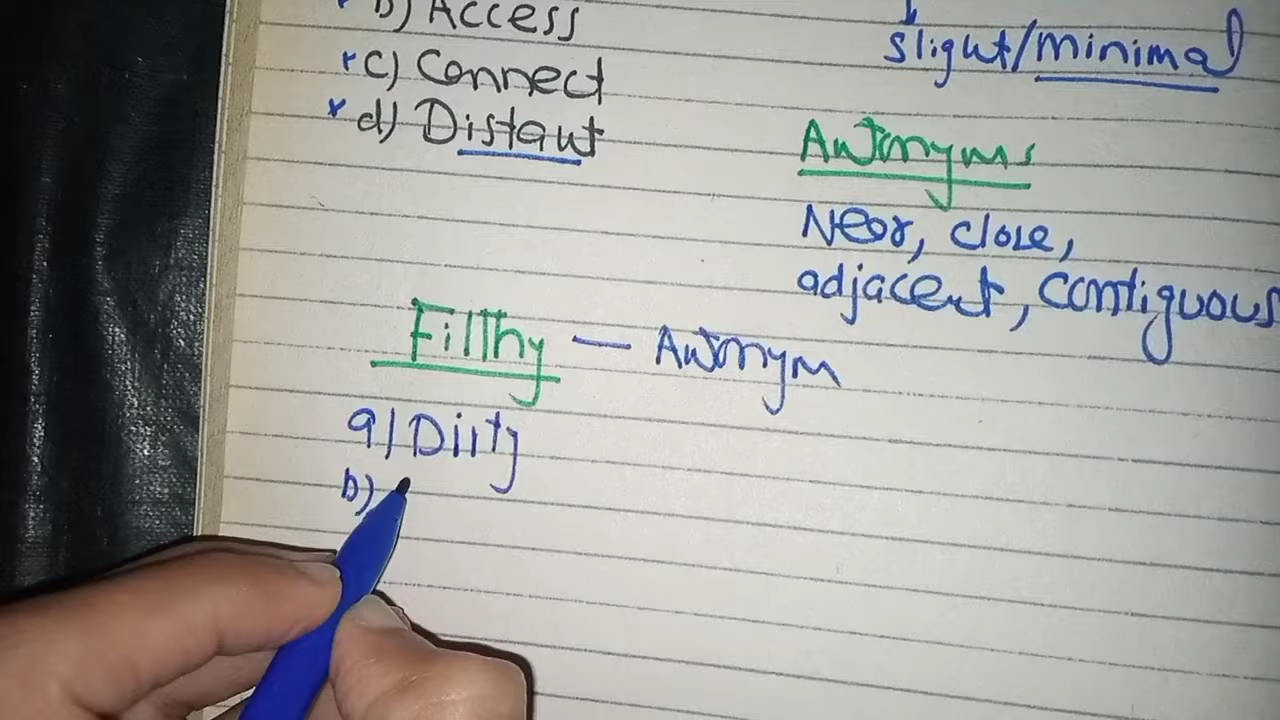 b) Access
c) Connect
d) Distant
slight/minimal
Antonyms
Near, close,
adjacent, contiguous
Filthy — Antonym
a) Dirty
b)